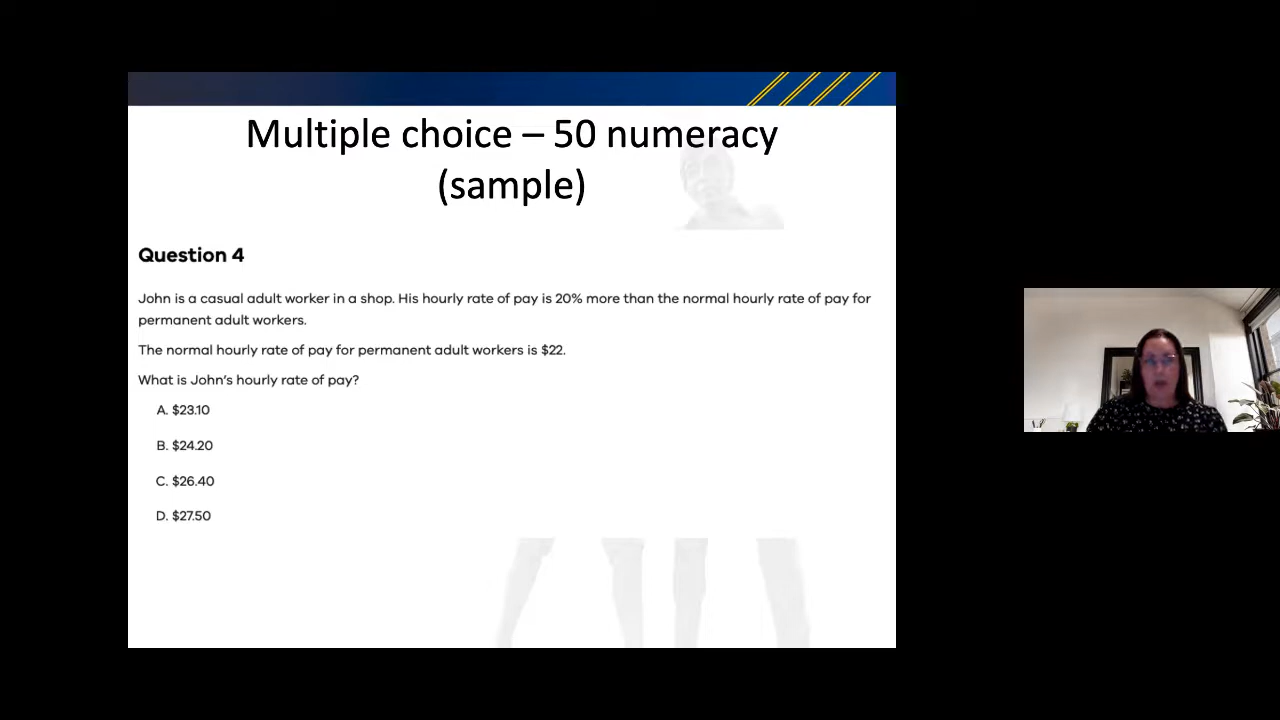 Multiple choice – 50 numeracy
(sample)
Question 4
John is a casual adult worker in a shop. His hourly rate of pay is 20% more than the normal hourly rate of pay for
permanent adult workers.
The normal hourly rate of pay for permanent adult workers is $22.
What is John's hourly rate of pay?
A. $23.10
B. $24.20
C. $26.40
D. $27.50